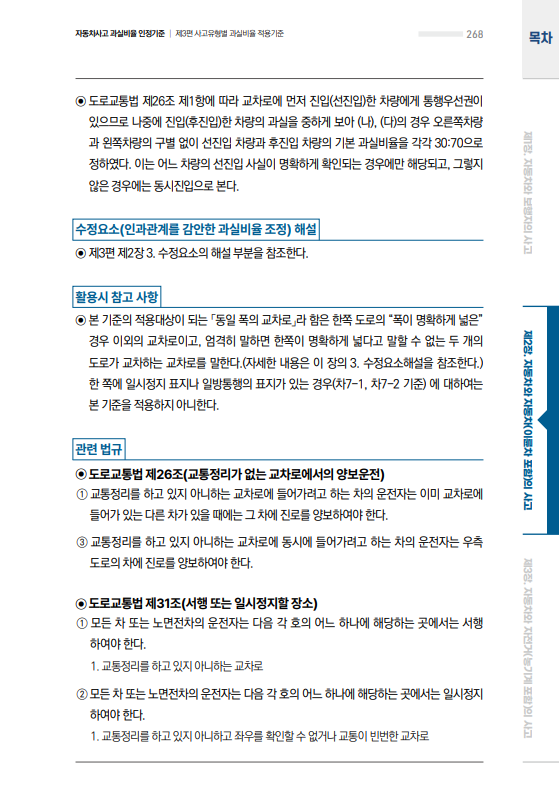 자동차사고 과실비율 인정기준 | 제3편 사고유형별 과실비율 적용기준
268
목차
◉ 도로교통법 제26조 제1항에 따라 교차로에 먼저 진입(선진입)한 차량에게 통행우선권이
있으므로 나중에 진입(후진입)한 차량의 과실을 중하게 보아 (나), (다)의 경우 오른쪽차량
과 왼쪽차량의 구별 없이 선진입 차량과 후진입 차량의 기본 과실비율을 각각 30:70으로
정하였다. 이는 어느 차량의 선진입 사실이 명확하게 확인되는 경우에만 해당되고, 그렇지
않은 경우에는 동시진입으로 본다.
수정요소(인과관계를 감안한 과실비율 조정) 해설
◉ 제3편 제2장 3. 수정요소의 해설 부분을 참조한다.
활용시 참고 사항
◉ 본 기준의 적용대상이 되는 「동일 폭의 교차로」라 함은 한쪽 도로의 “폭이 명확하게 넓은”
경우 이외의 교차로이고, 엄격히 말하면 한쪽이 명확하게 넓다고 말할 수 없는 두 개의
도로가 교차하는 교차로를 말한다.(자세한 내용은 이 장의 3. 수정요소해설을 참조한다.)
한 쪽에 일시정지 표지나 일방통행의 표지가 있는 경우(차7-1, 차7-2 기준) 에 대하여는
본 기준을 적용하지 아니한다.
관련 법규
◉ 도로교통법 제26조(교통정리가 없는 교차로에서의 양보운전)
① 교통정리를 하고 있지 아니하는 교차로에 들어가려고 하는 차의 운전자는 이미 교차로에
들어가 있는 다른 차가 있을 때에는 그 차에 진로를 양보하여야 한다.
③ 교통정리를 하고 있지 아니하는 교차로에 동시에 들어가려고 하는 차의 운전자는 우측
도로의 차에 진로를 양보하여야 한다.
◉ 도로교통법 제31조(서행 또는 일시정지할 장소)
① 모든 차 또는 노면전차의 운전자는 다음 각 호의 어느 하나에 해당하는 곳에서는 서행
하여야 한다.
1. 교통정리를 하고 있지 아니하는 교차로
② 모든 차 또는 노면전차의 운전자는 다음 각 호의 어느 하나에 해당하는 곳에서는 일시정지
하여야 한다.
1. 교통정리를 하고 있지 아니하고 좌우를 확인할 수 없거나 교통이 빈번한 교차로
제1장. 자동차와 보행자의 사고
제2장. 자동차와 자동차(이륜차 포함)의 사고
제3장. 자동차와 자전거(농기계 포함)의 사고